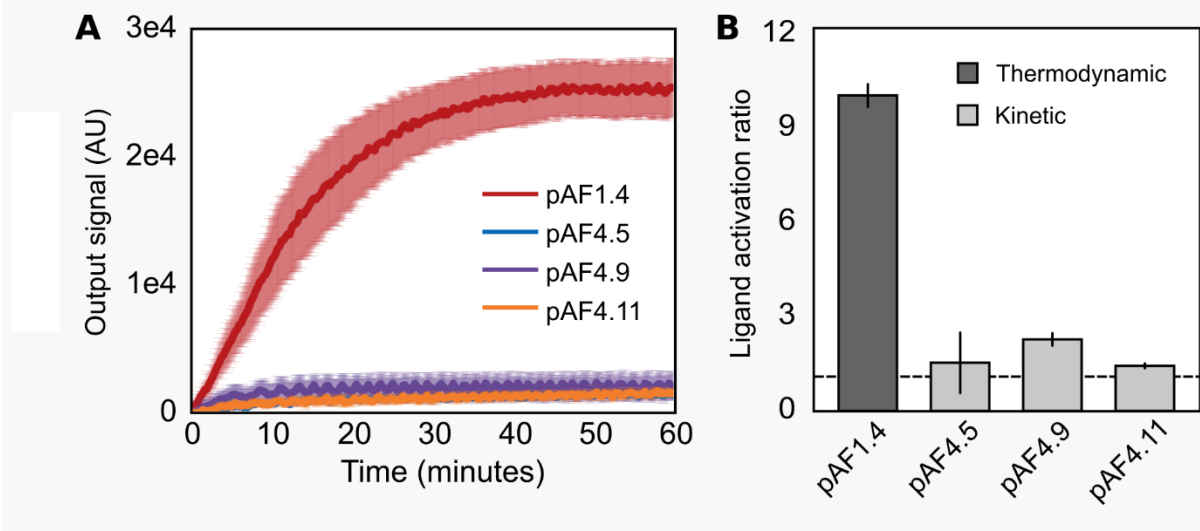 A
Output signal (AU)
3e4
2e4
1e4
0
0 10 20 30 40 50 60
Time (minutes)
pAF1.4
pAF4.5
pAF4.9
pAF4.11
B
Ligand activation ratio
12
9
6
3
0
Thermodynamic
Kinetic
pAF1.4
pAF4.5
pAF4.9
pAF4.11